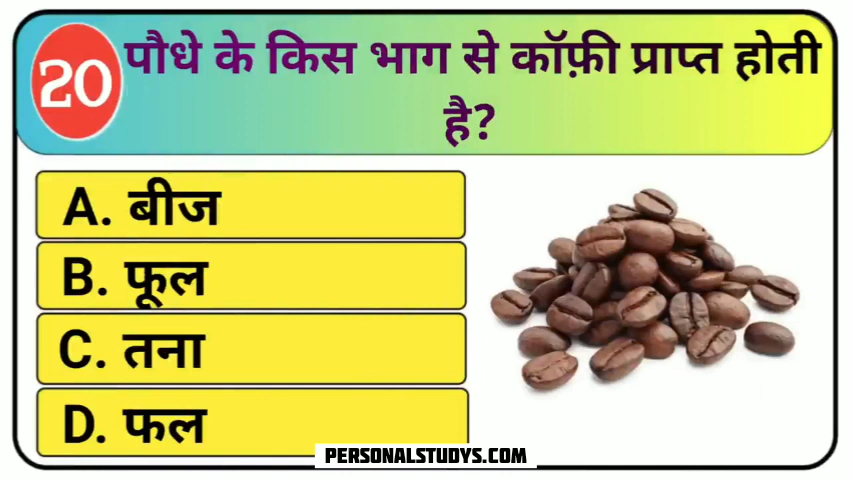 20
पौधे के किस भाग से कॉफ़ी प्राप्त होती
है?
A. बीज
B. फूल
C. तना
D. फल
PERSONALSTUDYS.COM